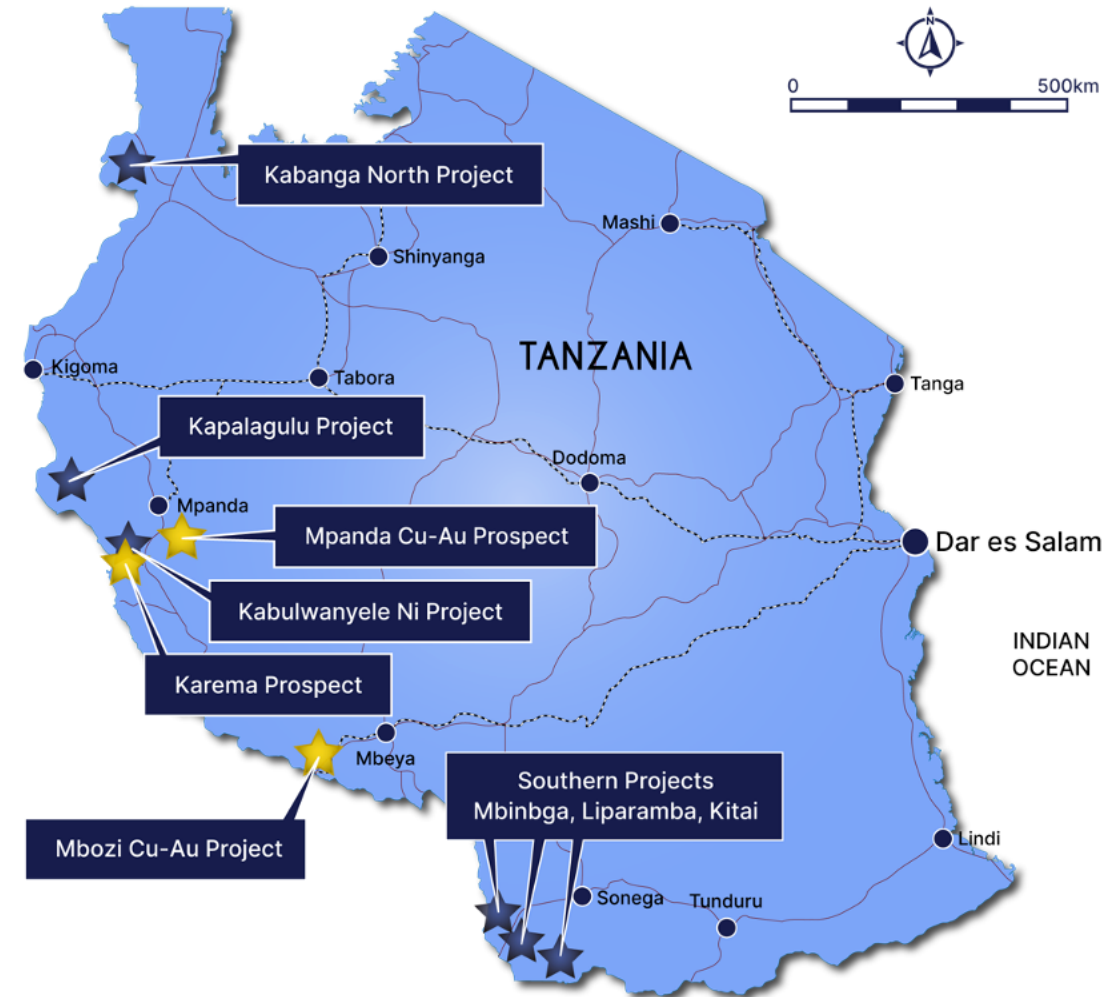 N
0 500km
Kabanga North Project
Mashi
Shinyanga
TANZANIA
Kigoma
Tabora
Tanga
Kapalagulu Project
Dodoma
Mpanda
Mpanda Cu-Au Prospect
Dar es Salam
Kabulwanyele Ni Project
INDIAN
OCEAN
Karema Prospect
Mbeya
Southern Projects
Mbinbga, Liparamba, Kitai
Mbozi Cu-Au Project
Lindi
Sonega
Tunduru